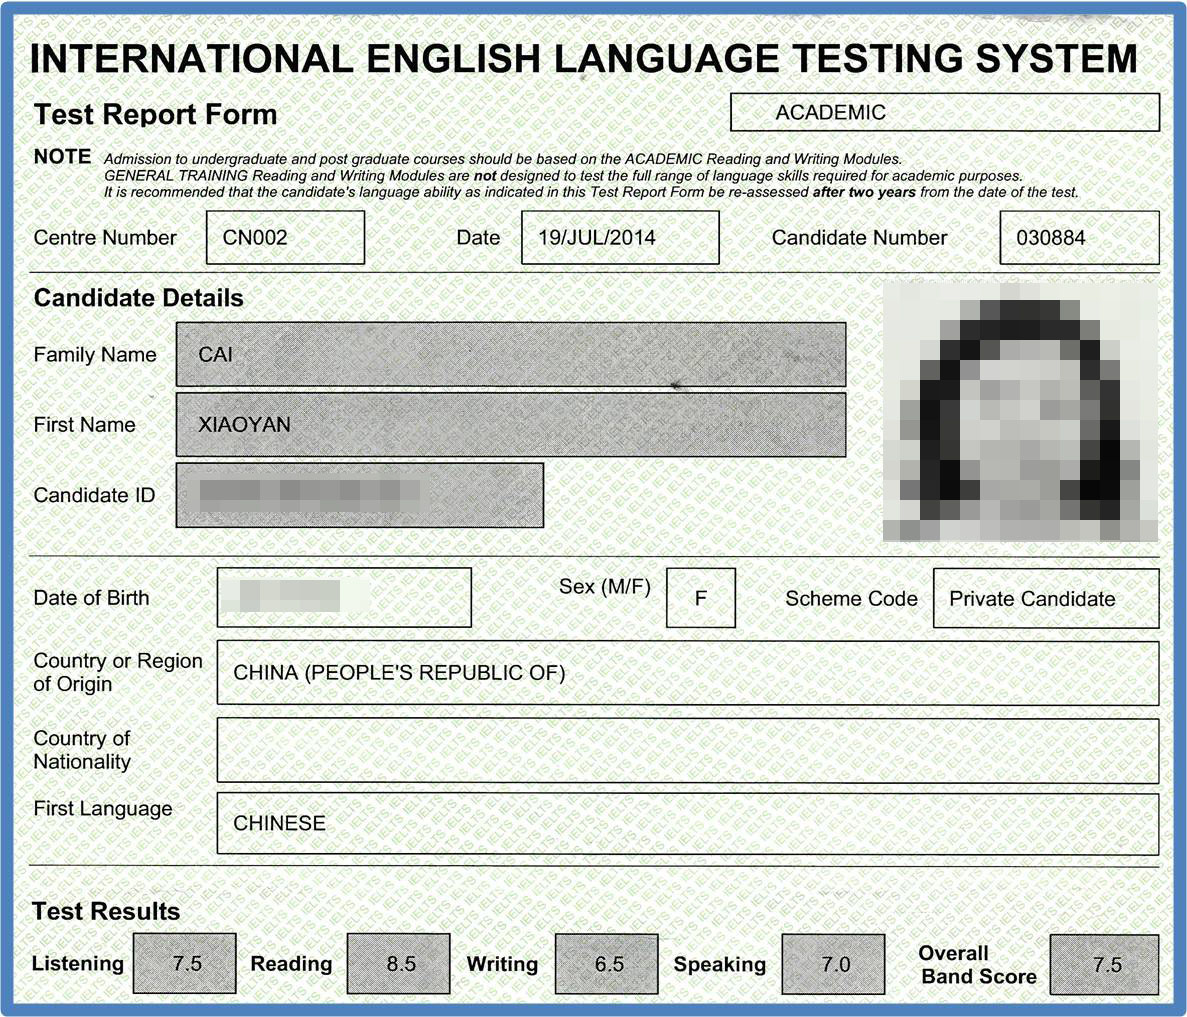 INTERNATIONAL ENGLISH LANGUAGE TESTING SYSTEM
Test Report Form
ACADEMIC
NOTE Admission to undergraduate and post graduate courses should be based on the ACADEMIC Reading and Writing Modules.
GENERAL TRAINING Reading and Writing Modules are not designed to test the full range of language skills required for academic purposes.
It is recommended that the candidate's language ability as indicated in this Test Report Form be re-assessed after two years from the date of the test.
Centre Number CN002 Date 19/JUL/2014 Candidate Number 030884
Candidate Details
Family Name CAI
First Name XIAOYAN
Candidate ID
Date of Birth Sex (M/F) F Scheme Code Private Candidate
Country or Region
of Origin
CHINA (PEOPLE'S REPUBLIC OF)
Country of
Nationality
First Language CHINESE
Test Results
Listening 7.5 Reading 8.5 Writing 6.5 Speaking 7.0 Overall
Band Score 7.5